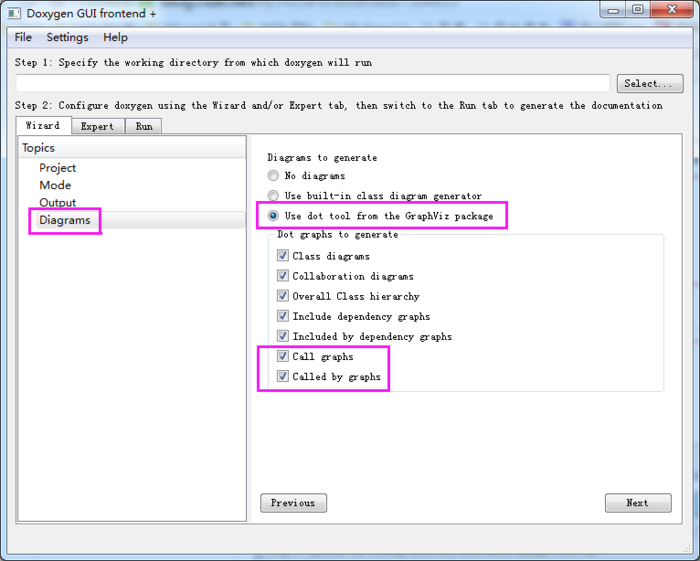 Doxygen GUI frontend +
File Settings Help
Step 1: Specify the working directory from which doxygen will run
Select...
Step 2: Configure doxygen using the Wizard and/or Expert tab, then switch to the Run tab to generate the documentation
Wizard Expert Run
Topics
Project
Mode
Output
Diagrams
Diagrams to generate
No diagrams
Use built-in class diagram generator
Use dot tool from the GraphViz package
Dot graphs to generate
Class diagrams
Collaboration diagrams
Overall Class hierarchy
Include dependency graphs
Included by dependency graphs
Call graphs
Called by graphs
Previous Next